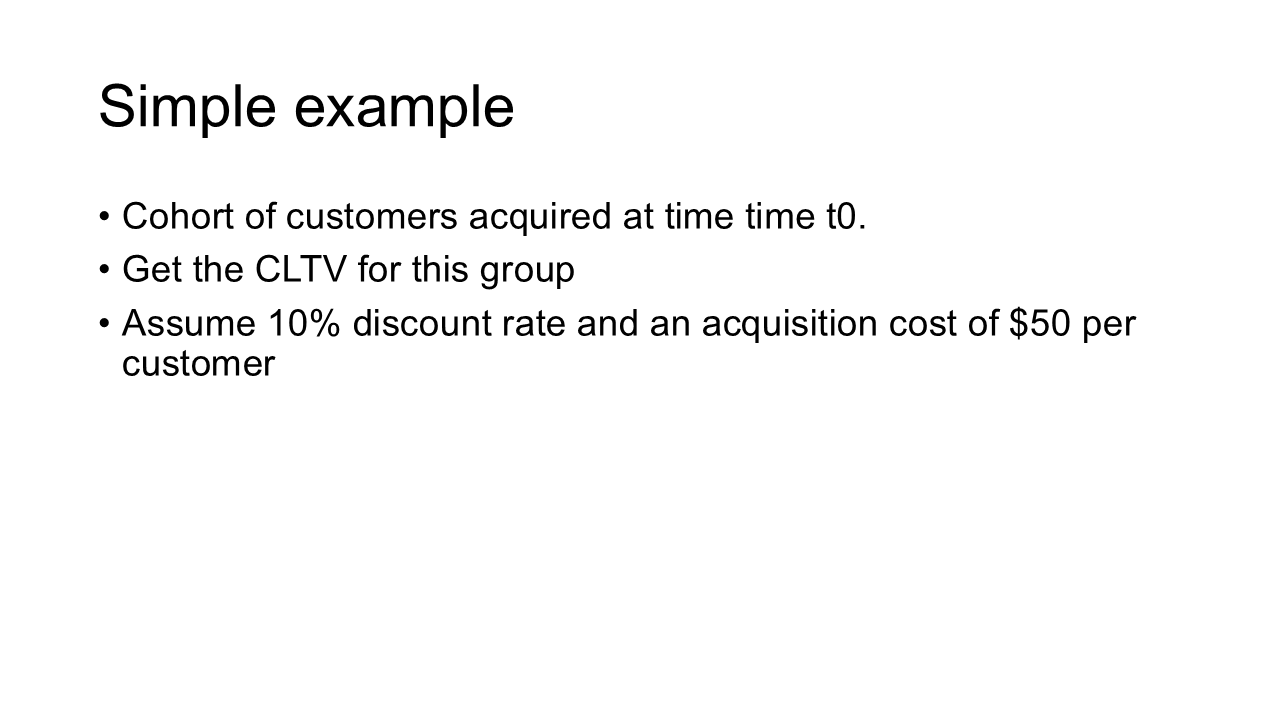 Simple example
• Cohort of customers acquired at time time t0.
• Get the CLTV for this group
• Assume 10% discount rate and an acquisition cost of $50 per
customer